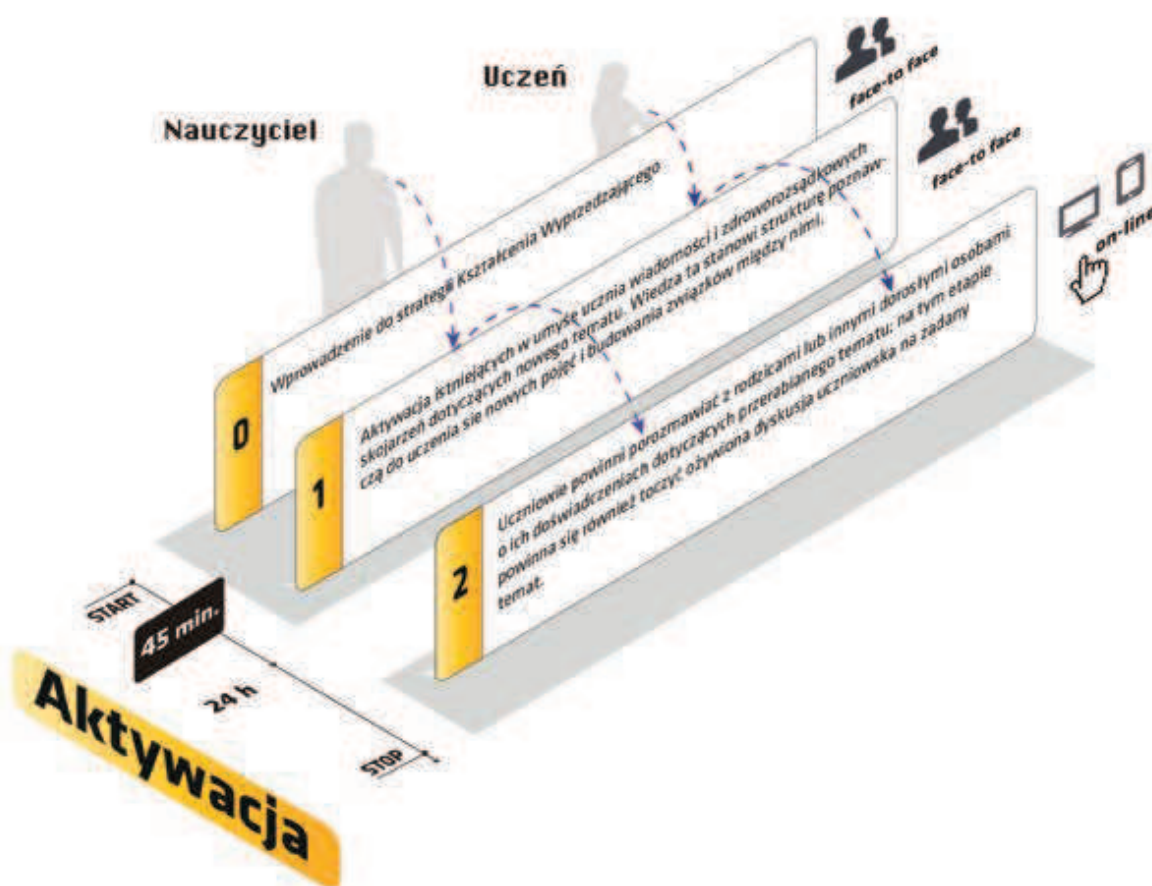 Nauczyciel
Uczeń
face-to face
face-to face
on-line
0
Wprowadzenie do strategii Kształcenia Wyprzedzającego
1
Aktywacja istniejących w umyśle ucznia wiadomości i zdroworozsądkowych
skojarzeń dotyczących nowego tematu. Wiedza ta stanowi strukturę poznaw-
czą do uczenia sie nowych pojęć i budowania związków między nimi.
2
Uczniowie powinni porozmawiać z rodzicami lub innymi dorosłymi osobami
o ich doświadczeniach dotyczących przerabianego tematu; na tym etapie
powinna się również toczyć ożywiona dyskusja uczniowska na zadany
temat.
START
45 min.
24 h
STOP
Aktywacja